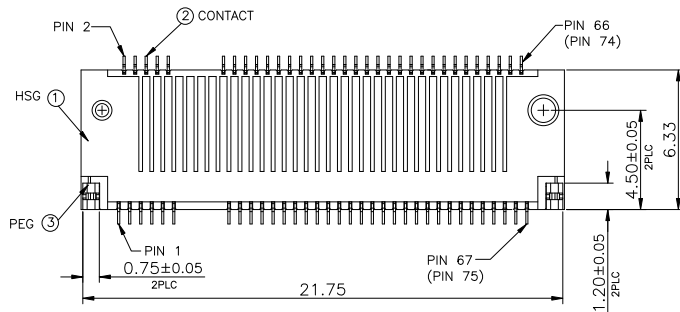 ② CONTACT
PIN 2
PIN 66
(PIN 74)
HSG ①
4.50±0.05
2PLC
6.33
PEG ③
PIN 1
PIN 67
(PIN 75)
0.75±0.05
2PLC
21.75
1.20±0.05
2PLC